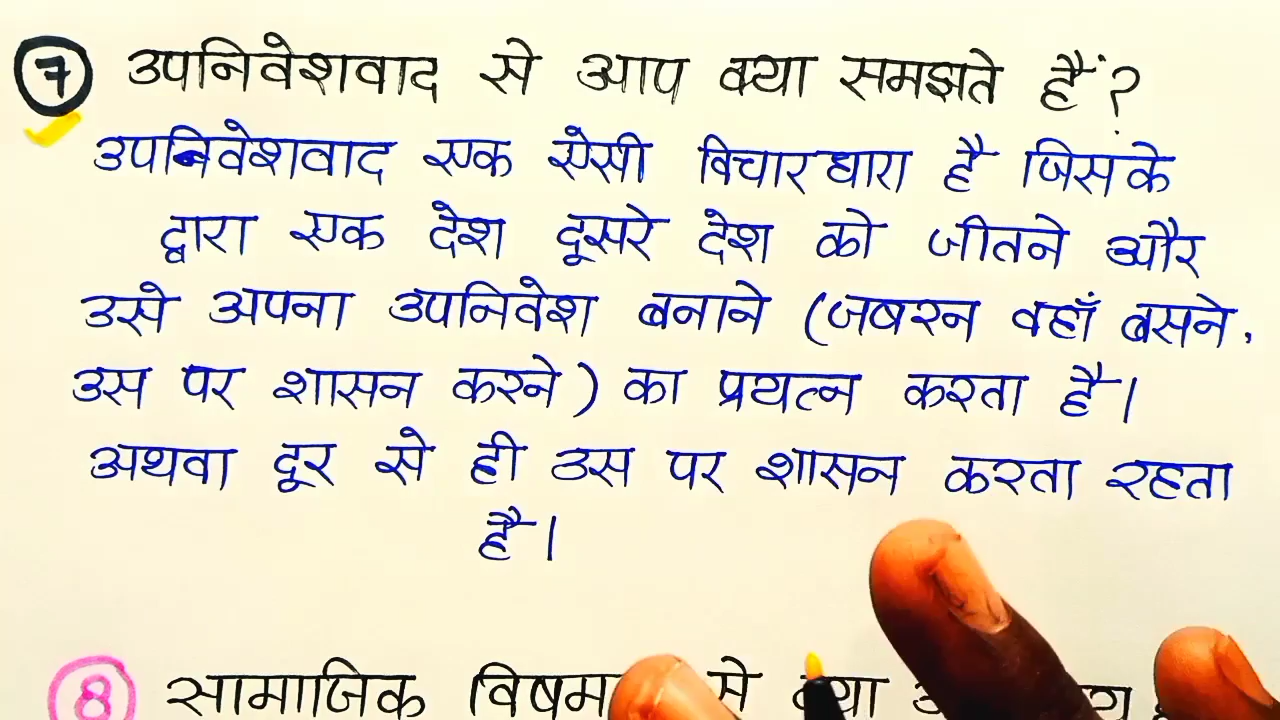 7 उपनिवेशवाद से आप क्या समझते हैं?
उपनिवेशवाद एक ऐसी विचारधारा है जिसके
द्वारा एक देश दूसरे देश को जीतने और
उसे अपना उपनिवेश बनाने (जबरन वहाँ बसने,
उस पर शासन करने) का प्रयत्न करता है।
अथवा दूर से ही उस पर शासन करता रहता
है।
8 सामाजिक से क्या